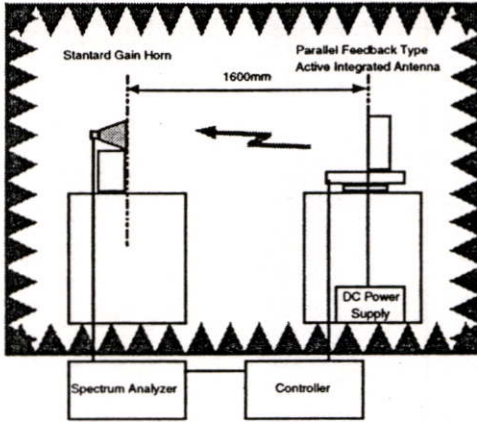 Stantard Gain Horn
Parallel Feedback Type
Active Integrated Antenna
1600mm
DC Power
Supply
Spectrum Analyzer
Controller